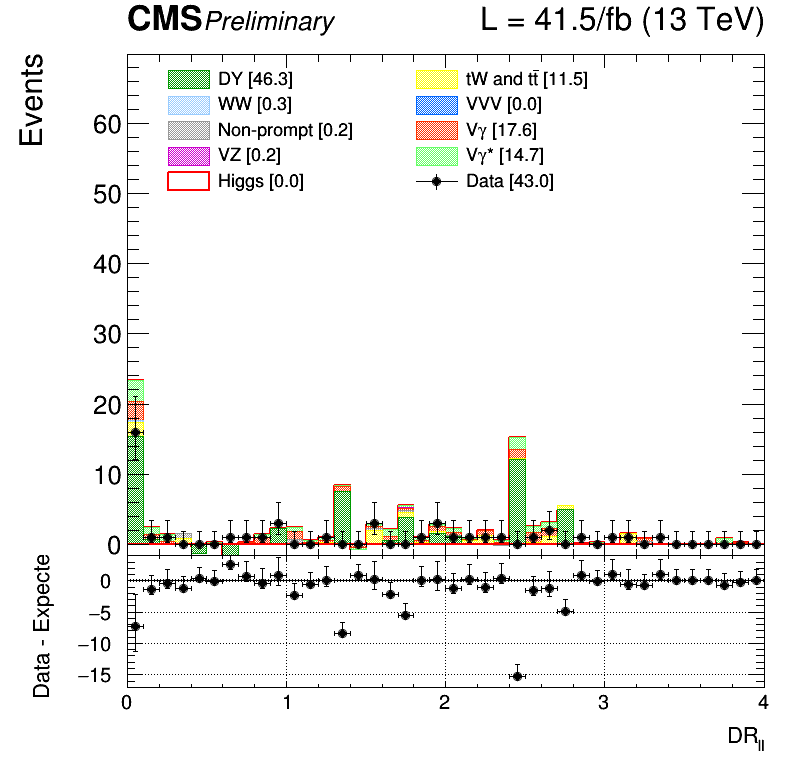 CMS Preliminary L = 41.5/fb (13 TeV)
Events
DY [46.3] tW and tt̄ [11.5]
WW [0.3] VVV [0.0]
Non-prompt [0.2] Vγ [17.6]
VZ [0.2] Vγ* [14.7]
Higgs [0.0] Data [43.0]
60
50
40
30
20
10
0
Data - Expecte
0
−5
−10
−15
0 1 2 3 4
DRll